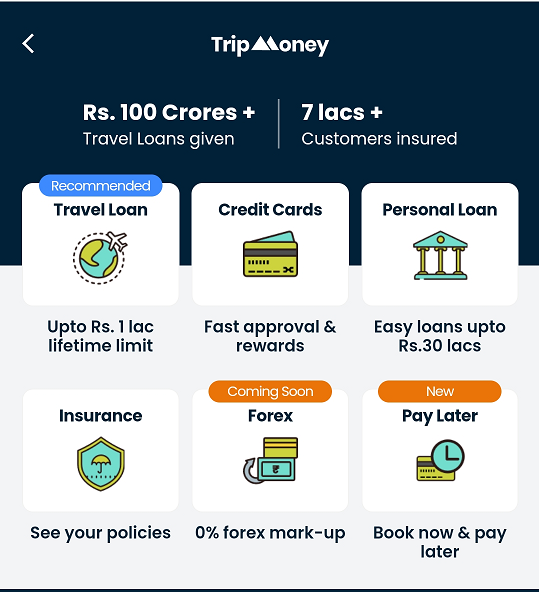 Trip Money
Rs. 100 Crores +
Travel Loans given
7 lacs +
Customers insured
Recommended
Travel Loan
Upto Rs. 1 lac
lifetime limit
Credit Cards
Fast approval &
rewards
Personal Loan
Easy loans upto
Rs.30 lacs
Insurance
See your policies
Coming Soon
Forex
₹
0% forex mark-up
New
Pay Later
Book now & pay
later